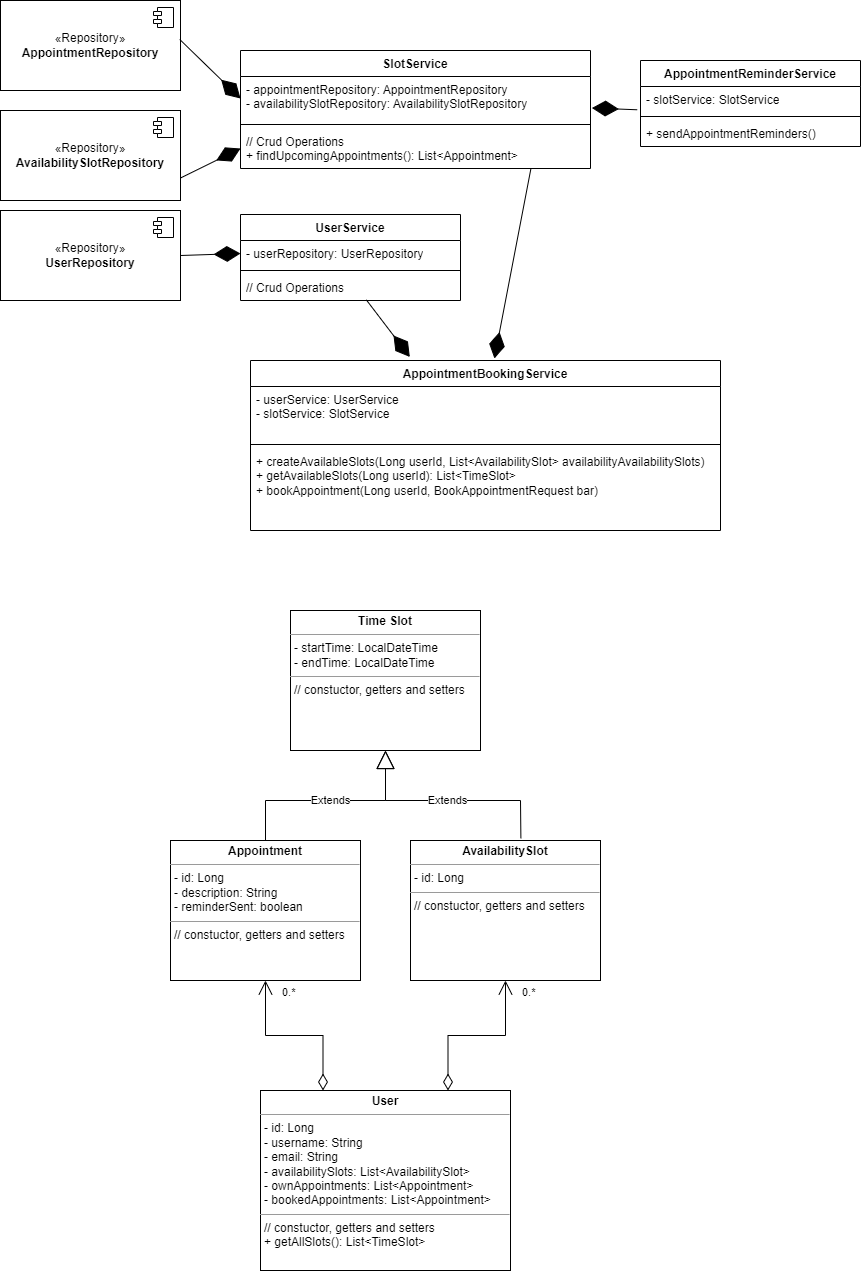 «Repository»
AppointmentRepository
«Repository»
AvailabilitySlotRepository
«Repository»
UserRepository
SlotService
- appointmentRepository: AppointmentRepository
- availabilitySlotRepository: AvailabilitySlotRepository
// Crud Operations
+ findUpcomingAppointments(): List<Appointment>
AppointmentReminderService
- slotService: SlotService
+ sendAppointmentReminders()
UserService
- userRepository: UserRepository
// Crud Operations
AppointmentBookingService
- userService: UserService
- slotService: SlotService
+ createAvailableSlots(Long userId, List<AvailabilitySlot> availabilityAvailabilitySlots)
+ getAvailableSlots(Long userId): List<TimeSlot>
+ bookAppointment(Long userId, BookAppointmentRequest bar)
Time Slot
- startTime: LocalDateTime
- endTime: LocalDateTime
// constuctor, getters and setters
Extends
Extends
Appointment
- id: Long
- description: String
- reminderSent: boolean
// constuctor, getters and setters
AvailabilitySlot
- id: Long
// constuctor, getters and setters
0.*
0.*
User
- id: Long
- username: String
- email: String
- availabilitySlots: List<AvailabilitySlot>
- ownAppointments: List<Appointment>
- bookedAppointments: List<Appointment>
// constuctor, getters and setters
+ getAllSlots(): List<TimeSlot>